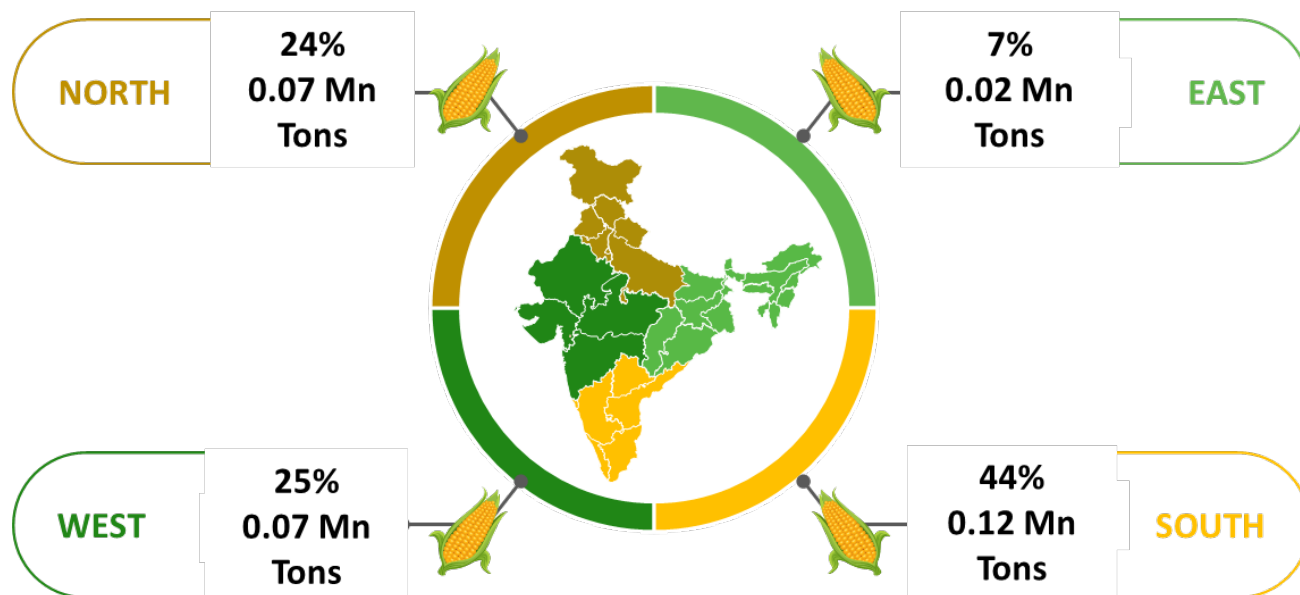 NORTH
24%
0.07 Mn
Tons
7%
0.02 Mn
Tons
EAST
WEST
25%
0.07 Mn
Tons
44%
0.12 Mn
Tons
SOUTH